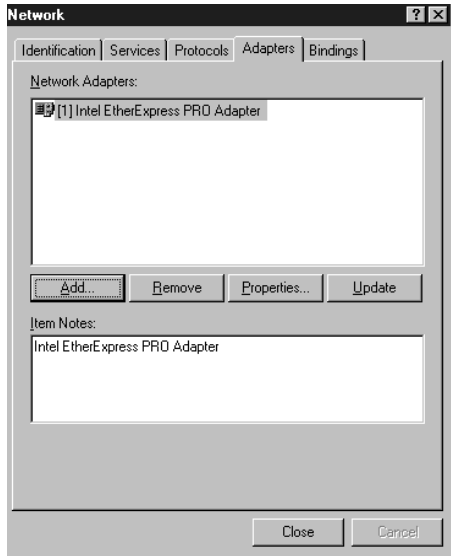 Network
Identification Services Protocols Adapters Bindings
Network Adapters:
[1] Intel EtherExpress PRO Adapter
Add... Remove Properties... Update
Item Notes:
Intel EtherExpress PRO Adapter
Close Cancel